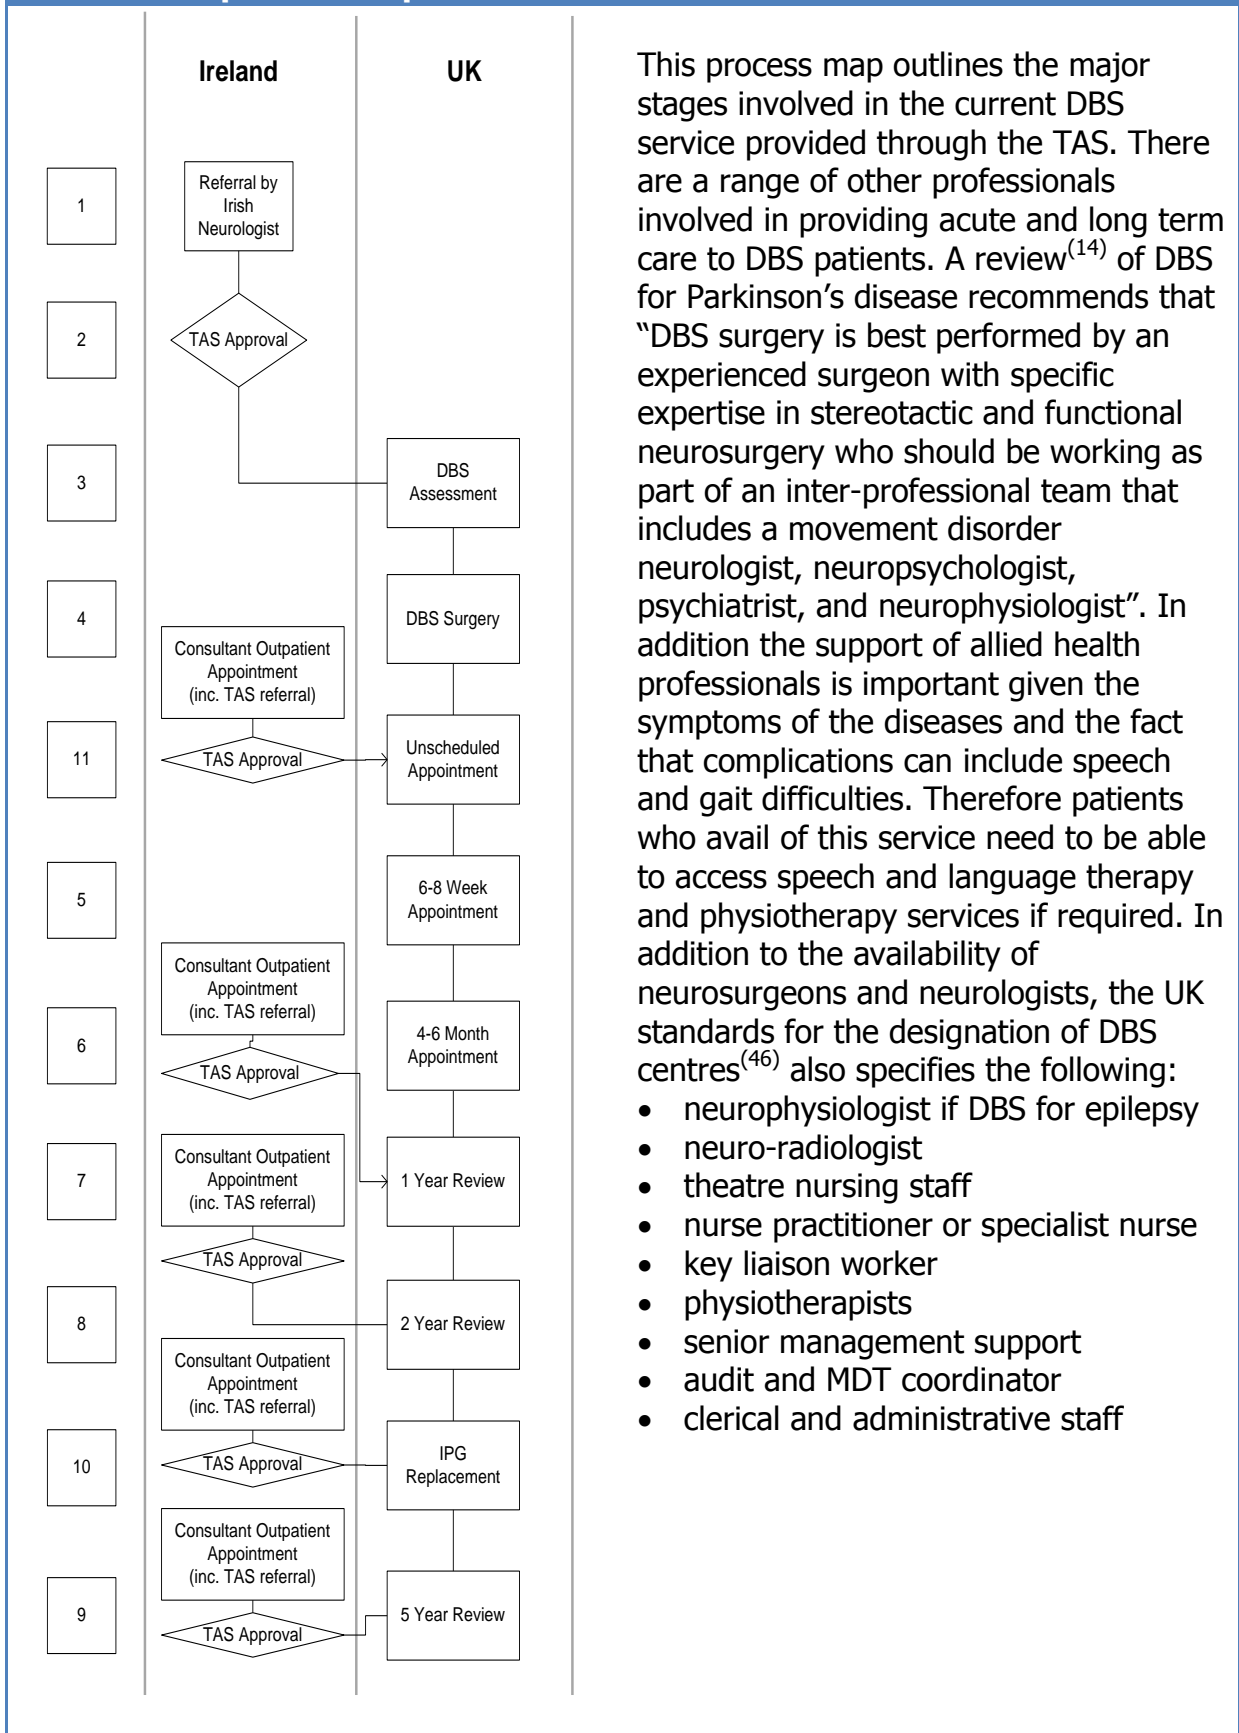 Ireland
UK
1
Referral by
Irish
Neurologist
2
TAS Approval
3
DBS
Assessment
4
DBS Surgery
Consultant Outpatient
Appointment
(inc. TAS referral)
11
TAS Approval
Unscheduled
Appointment
5
6-8 Week
Appointment
Consultant Outpatient
Appointment
(inc. TAS referral)
6
TAS Approval
4-6 Month
Appointment
7
Consultant Outpatient
Appointment
(inc. TAS referral)
1 Year Review
TAS Approval
8
2 Year Review
Consultant Outpatient
Appointment
(inc. TAS referral)
10
TAS Approval
IPG
Replacement
Consultant Outpatient
Appointment
(inc. TAS referral)
9
TAS Approval
5 Year Review
This process map outlines the major
stages involved in the current DBS
service provided through the TAS. There
are a range of other professionals
involved in providing acute and long term
care to DBS patients. A review(14) of DBS
for Parkinson’s disease recommends that
“DBS surgery is best performed by an
experienced surgeon with specific
expertise in stereotactic and functional
neurosurgery who should be working as
part of an inter-professional team that
includes a movement disorder
neurologist, neuropsychologist,
psychiatrist, and neurophysiologist”. In
addition the support of allied health
professionals is important given the
symptoms of the diseases and the fact
that complications can include speech
and gait difficulties. Therefore patients
who avail of this service need to be able
to access speech and language therapy
and physiotherapy services if required. In
addition to the availability of
neurosurgeons and neurologists, the UK
standards for the designation of DBS
centres(46) also specifies the following:
• neurophysiologist if DBS for epilepsy
• neuro-radiologist
• theatre nursing staff
• nurse practitioner or specialist nurse
• key liaison worker
• physiotherapists
• senior management support
• audit and MDT coordinator
• clerical and administrative staff